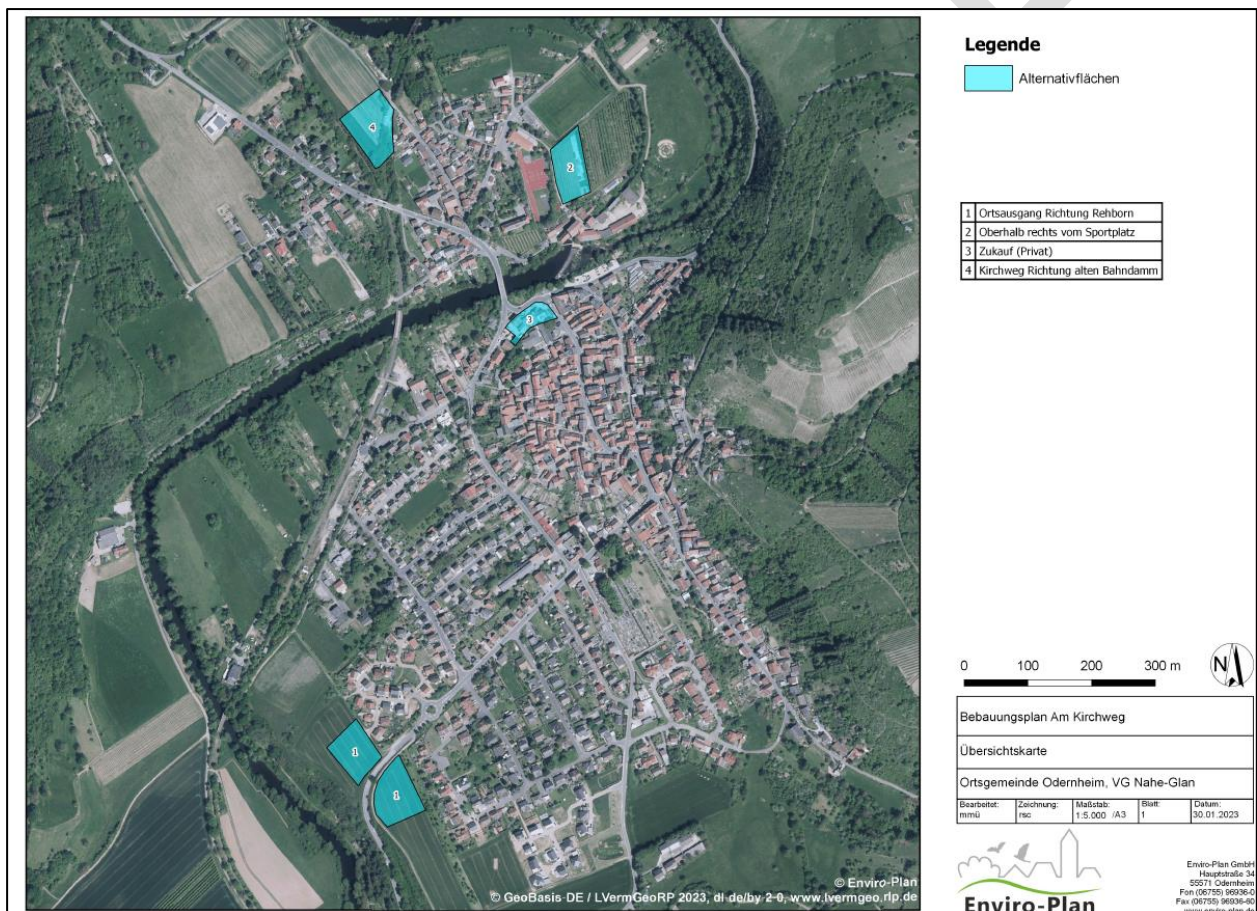 Legende
Alternativflächen
1 Ortsausgang Richtung Rehborn
2 Oberhalb rechts vom Sportplatz
3 Zukauf (Privat)
4 Kirchweg Richtung alten Bahndamm
4
2
3
1
1
0 100 200 300 m
N
Bebauungsplan Am Kirchweg
Übersichtskarte
Ortsgemeinde Odernheim, VG Nahe-Glan
Bearbeitet: Zeichnung: Maßstab: Blatt: Datum:
mmü rsc 1:5.000 /A3 1 30.01.2023
Enviro-Plan
Enviro-Plan GmbH
Hauptstraße 34
55571 Odernheim
Fon (06755) 96936-0
Fax (06755) 96936-60
www.enviro-plan.de
© Enviro-Plan
© GeoBasis-DE / LVermGeoRP 2023, dl-de/by-2-0, www.lvermgeo.rlp.de